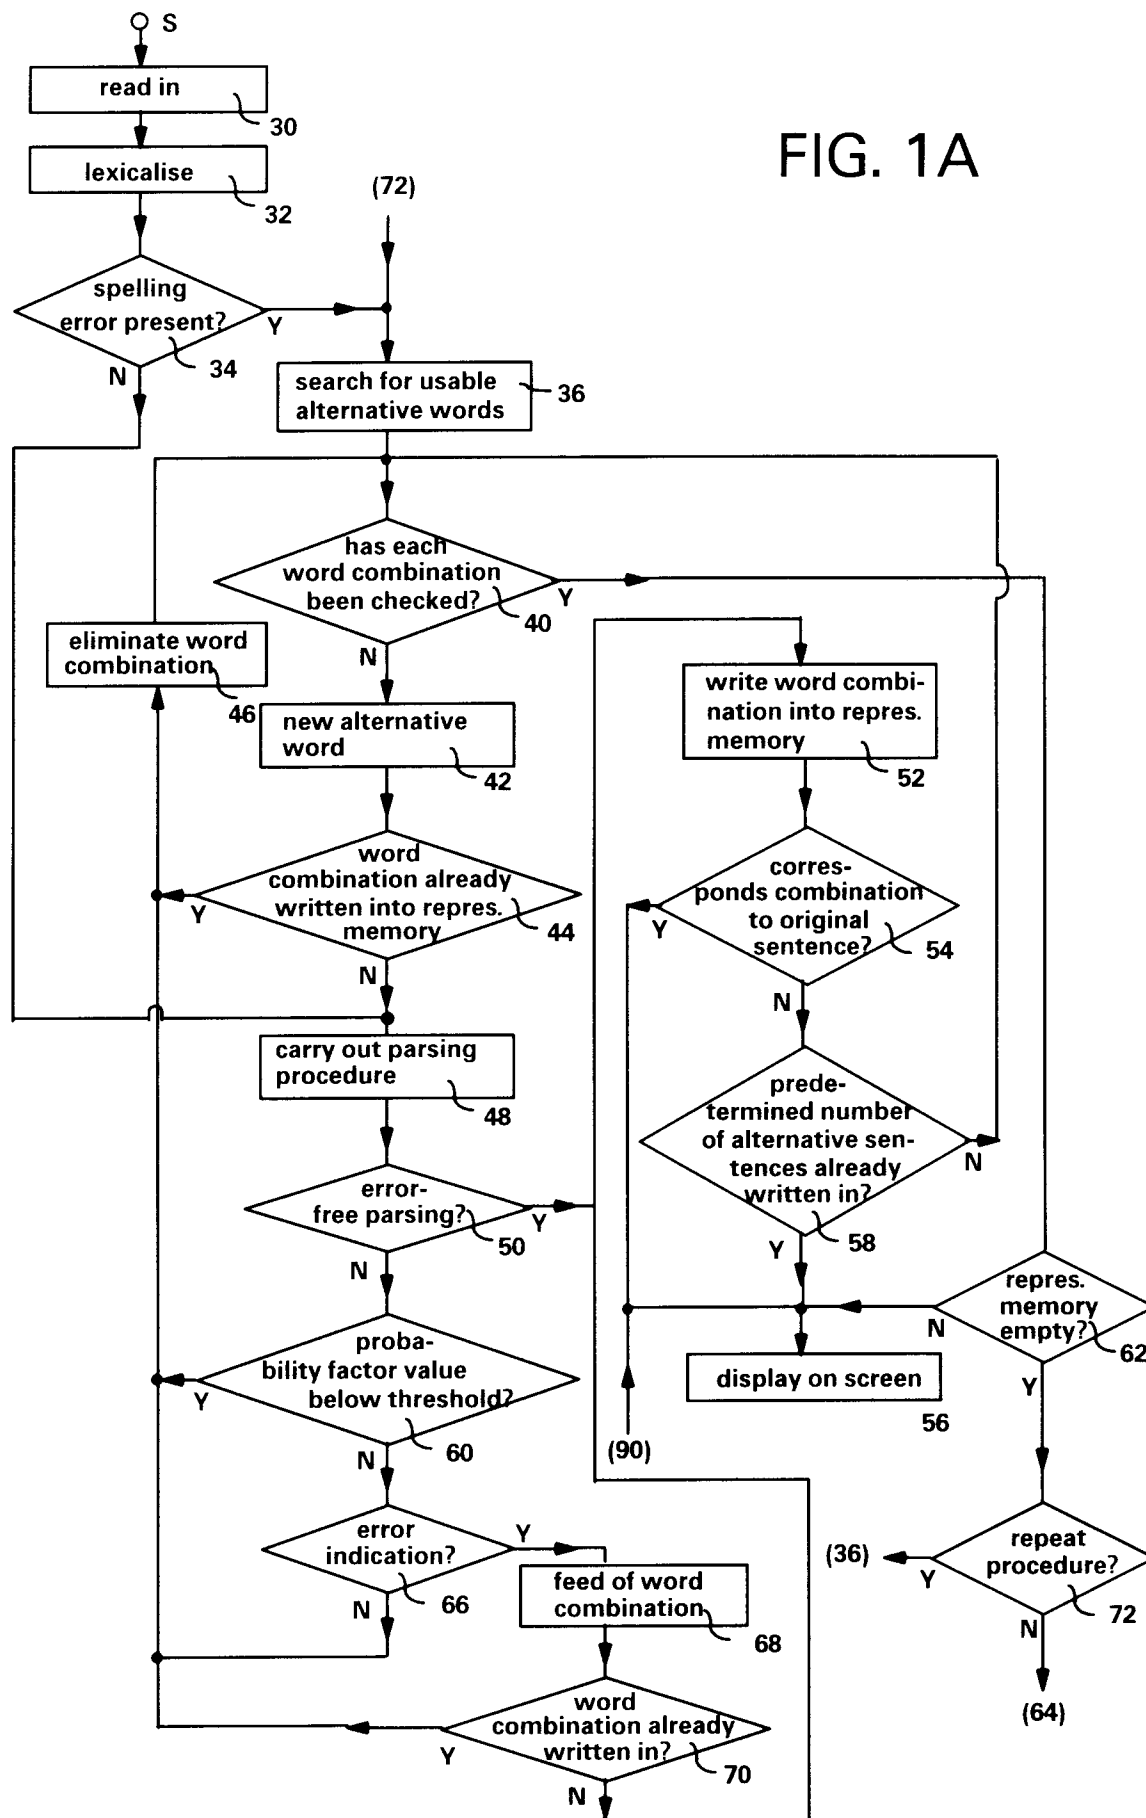 S
read in
30
FIG. 1A
lexicalise
32
(72)
spelling
error present?
Y
34
N
search for usable
alternative words
36
has each
word combination
been checked?
Y
40
N
eliminate word
combination
46
new alternative
word
42
write word combi-
nation into repres.
memory
52
word
combination already
written into repres.
memory
Y
44
N
corres-
ponds combination
to original
sentence?
Y
54
N
carry out parsing
procedure
48
prede-
termined number
of alternative sen-
tences already
written in?
N
58
Y
error-
free parsing?
Y
50
N
repres.
memory
empty?
N
62
Y
proba-
bility factor value
below threshold?
Y
60
N
display on screen
56
(90)
error
indication?
Y
66
N
feed of word
combination
68
(36)
repeat
procedure?
Y
72
N
(64)
word
combination already
written in?
Y
70
N